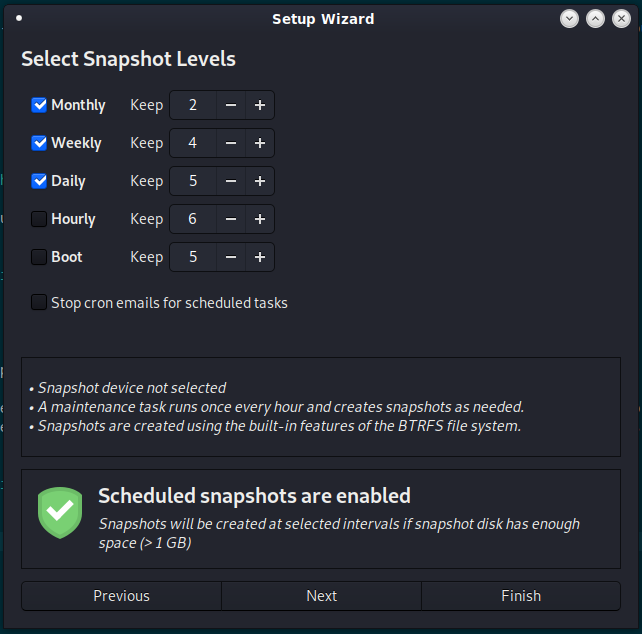 Setup Wizard
Select Snapshot Levels
Monthly Keep 2 − +
Weekly Keep 4 − +
Daily Keep 5 − +
Hourly Keep 6 − +
Boot Keep 5 − +
Stop cron emails for scheduled tasks
• Snapshot device not selected
• A maintenance task runs once every hour and creates snapshots as needed.
• Snapshots are created using the built-in features of the BTRFS file system.
Scheduled snapshots are enabled
Snapshots will be created at selected intervals if snapshot disk has enough
space (> 1 GB)
Previous Next Finish